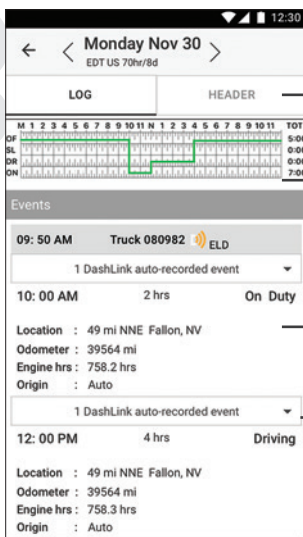 12:30
Monday Nov 30
EDT US 70hr/8d
LOG HEADER
M 1 2 3 4 5 6 7 8 9 10 11 N 1 2 3 4 5 6 7 8 9 10 11 TOT
OF 5:00
SL 0:00
DR 0:00
ON 7:00
Events
09: 50 AM Truck 080982 ELD
1 DashLink auto-recorded event
10: 00 AM 2 hrs On Duty
Location : 49 mi NNE Fallon, NV
Odometer : 39564 mi
Engine hrs : 758.2 hrs
Origin : Auto
1 DashLink auto-recorded event
12: 00 PM 4 hrs Driving
Location : 49 mi NNE Fallon, NV
Odometer : 39564 mi
Engine hrs : 758.3 hrs
Origin : Auto